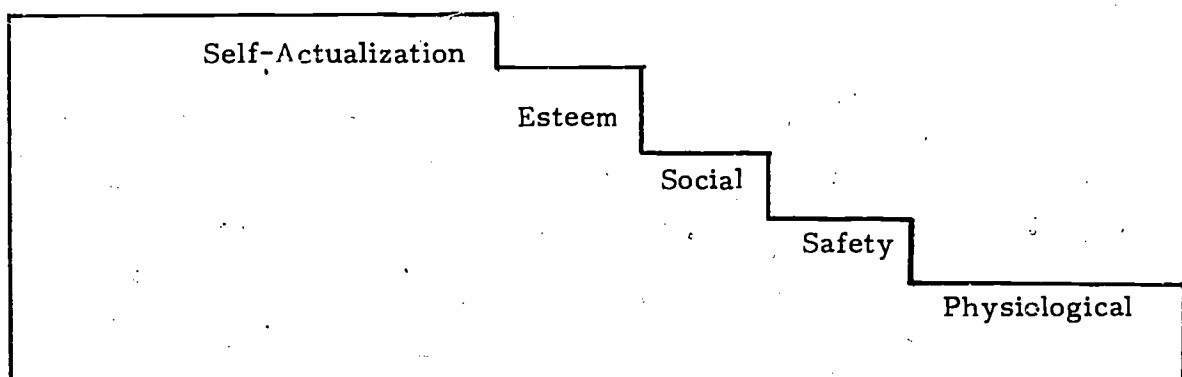 Self-Actualization
Esteem
Social
Safety
Physiological